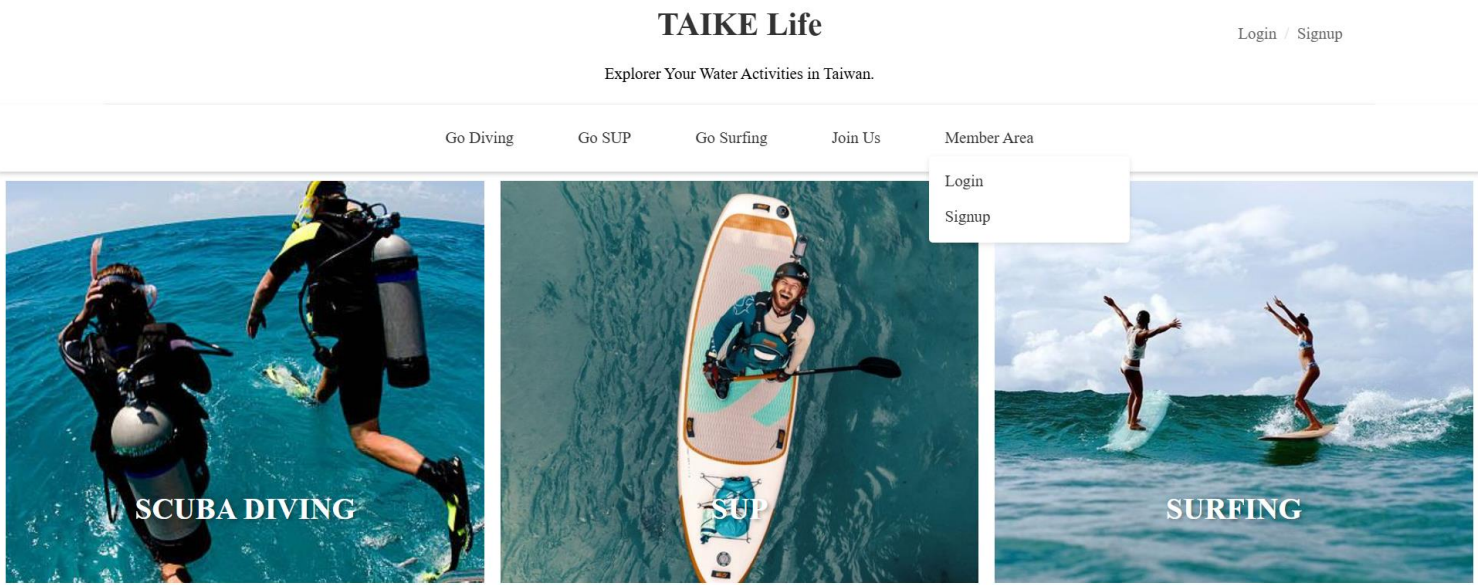 TAIKE Life
Login / Signup
Explorer Your Water Activities in Taiwan.
Go Diving Go SUP Go Surfing Join Us Member Area
Login
Signup
SCUBA DIVING SUP SURFING